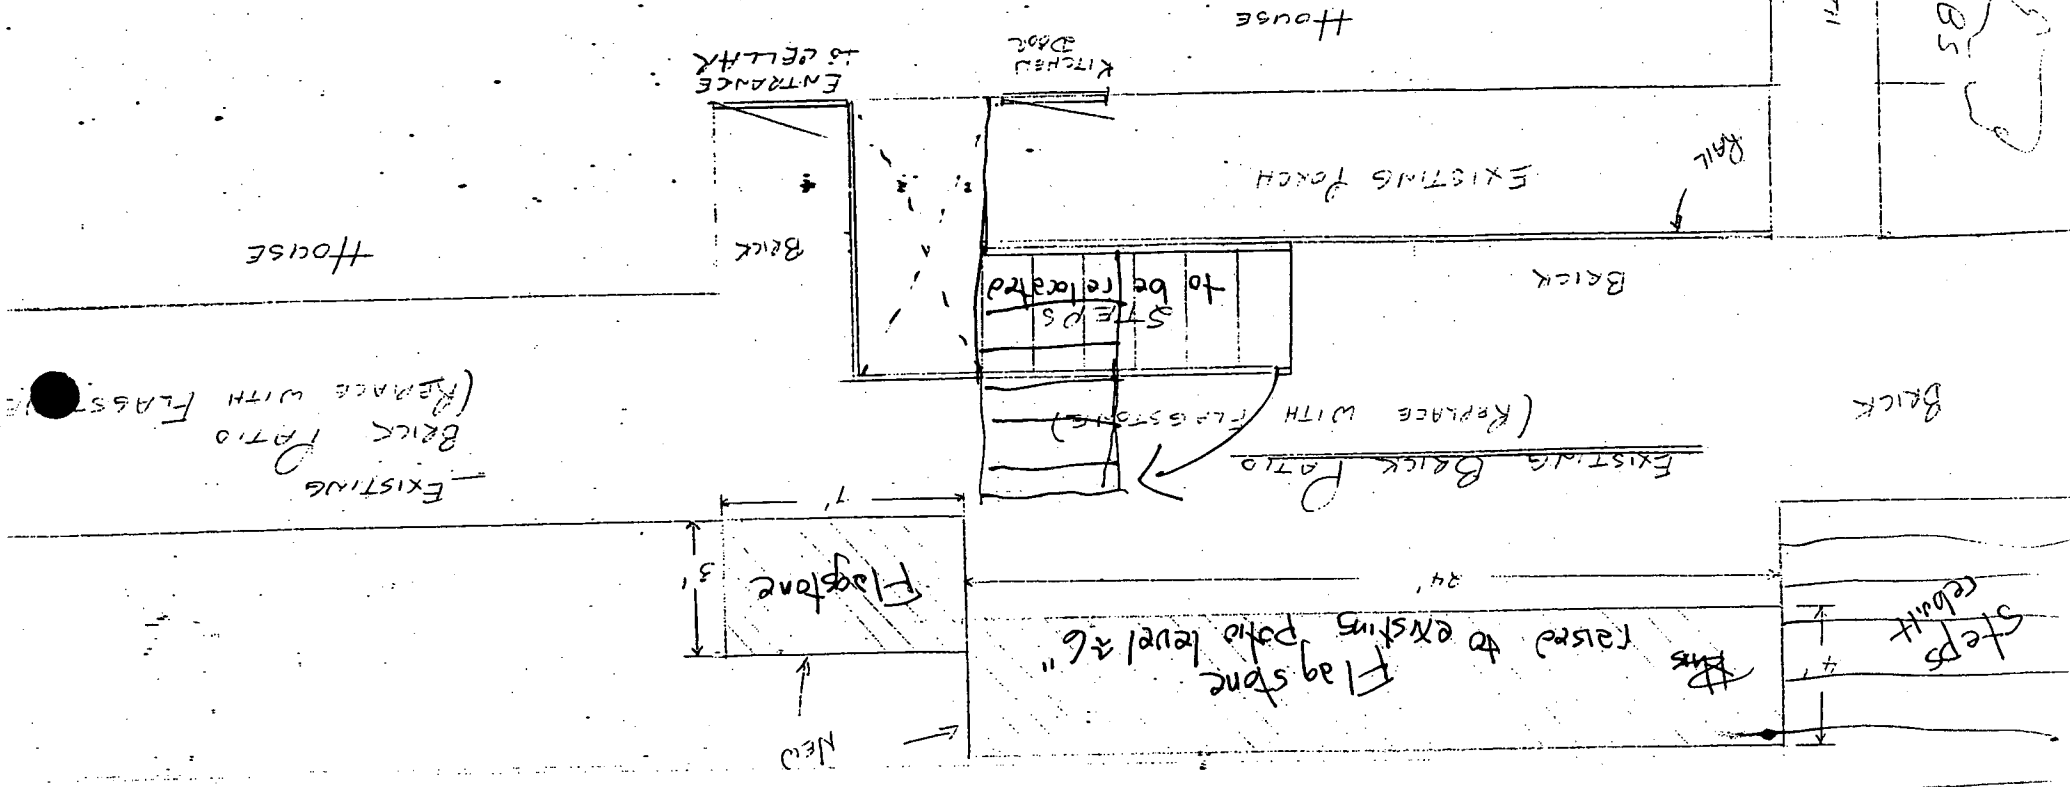 NEW
Steps
rebuilt
4'
Flagstone
raised to existing patio level ≈ 6"
24'
Flagstone
3'
7'
EXISTING BRICK PATIO
(REPLACE WITH FLAGSTONE)
EXISTING
BRICK PATIO
(REPLACE WITH FLAGST
BRICK
STEPS
to be relocated
BRICK
BRICK
HOUSE
RAIL
EXISTING PORCH
KITCHEN
DOOR
ENTRANCE
to CELLAR
HOUSE